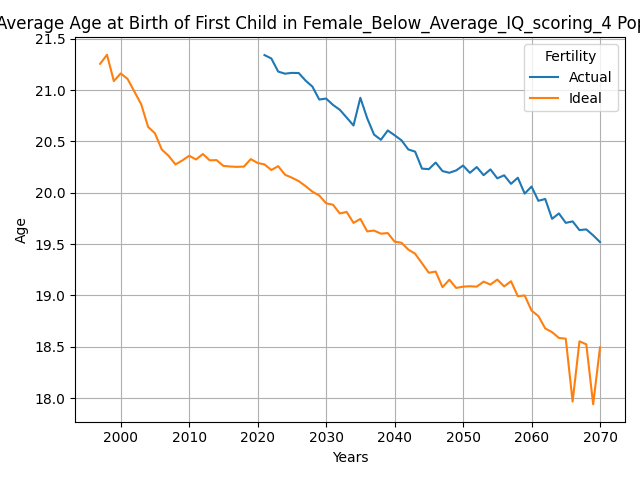 Average Age at Birth of First Child in Female_Below_Average_IQ_scoring_4 Pop
21.5
21.0
20.5
20.0
19.5
19.0
18.5
18.0
Age
Fertility
Actual
Ideal
2000 2010 2020 2030 2040 2050 2060 2070
Years